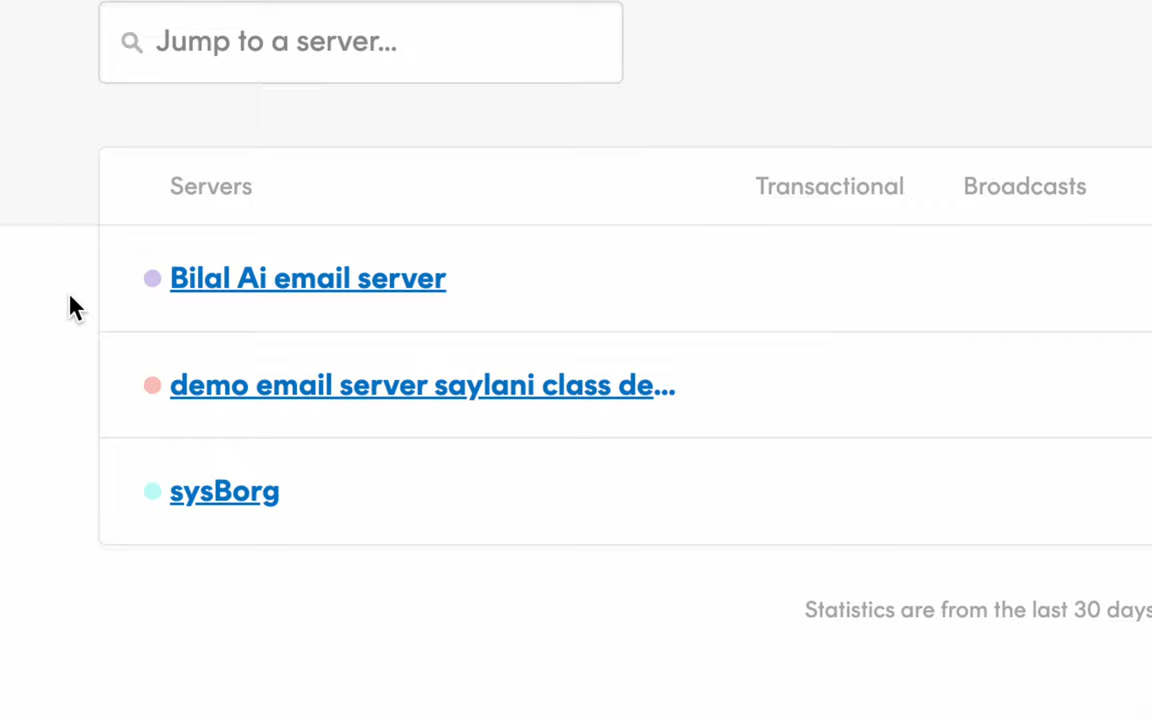 Jump to a server...
Servers Transactional Broadcasts
Bilal Ai email server
demo email server saylani class de...
sysBorg
Statistics are from the last 30 days